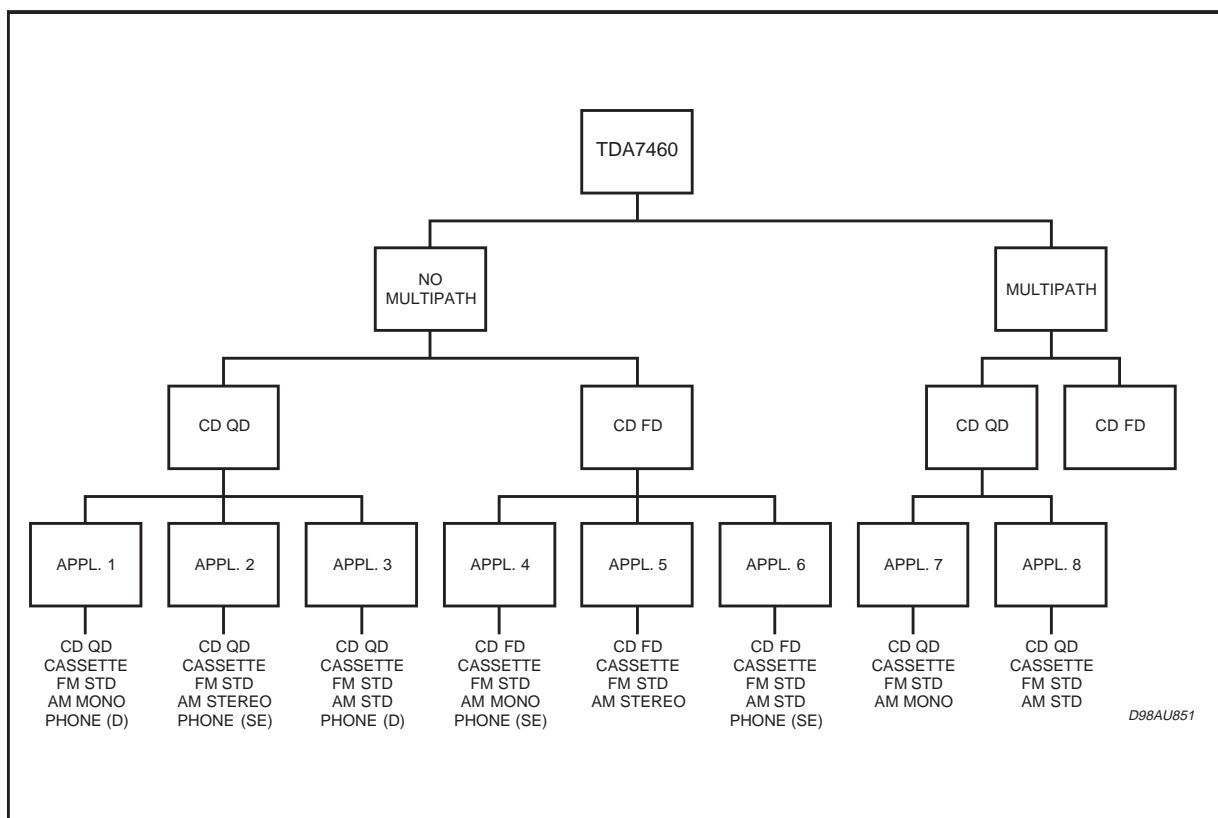 TDA7460
NO
MULTIPATH
MULTIPATH
CD QD
CD FD
CD QD
CD FD
APPL. 1
APPL. 2
APPL. 3
APPL. 4
APPL. 5
APPL. 6
APPL. 7
APPL. 8
CD QD
CASSETTE
FM STD
AM MONO
PHONE (D)
CD QD
CASSETTE
FM STD
AM STEREO
PHONE (SE)
CD QD
CASSETTE
FM STD
AM STD
PHONE (D)
CD FD
CASSETTE
FM STD
AM MONO
PHONE (SE)
CD FD
CASSETTE
FM STD
AM STEREO
CD FD
CASSETTE
FM STD
AM STD
PHONE (SE)
CD QD
CASSETTE
FM STD
AM MONO
CD QD
CASSETTE
FM STD
AM STD
D98AU851